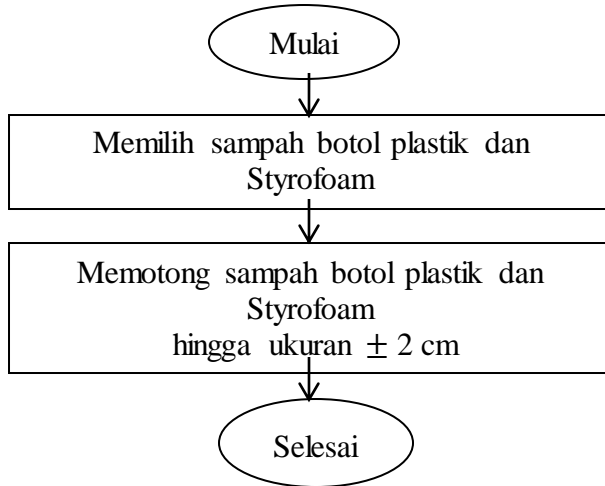 Mulai
Memilih sampah botol plastik dan
Styrofoam
Memotong sampah botol plastik dan
Styrofoam
hingga ukuran ± 2 cm
Selesai